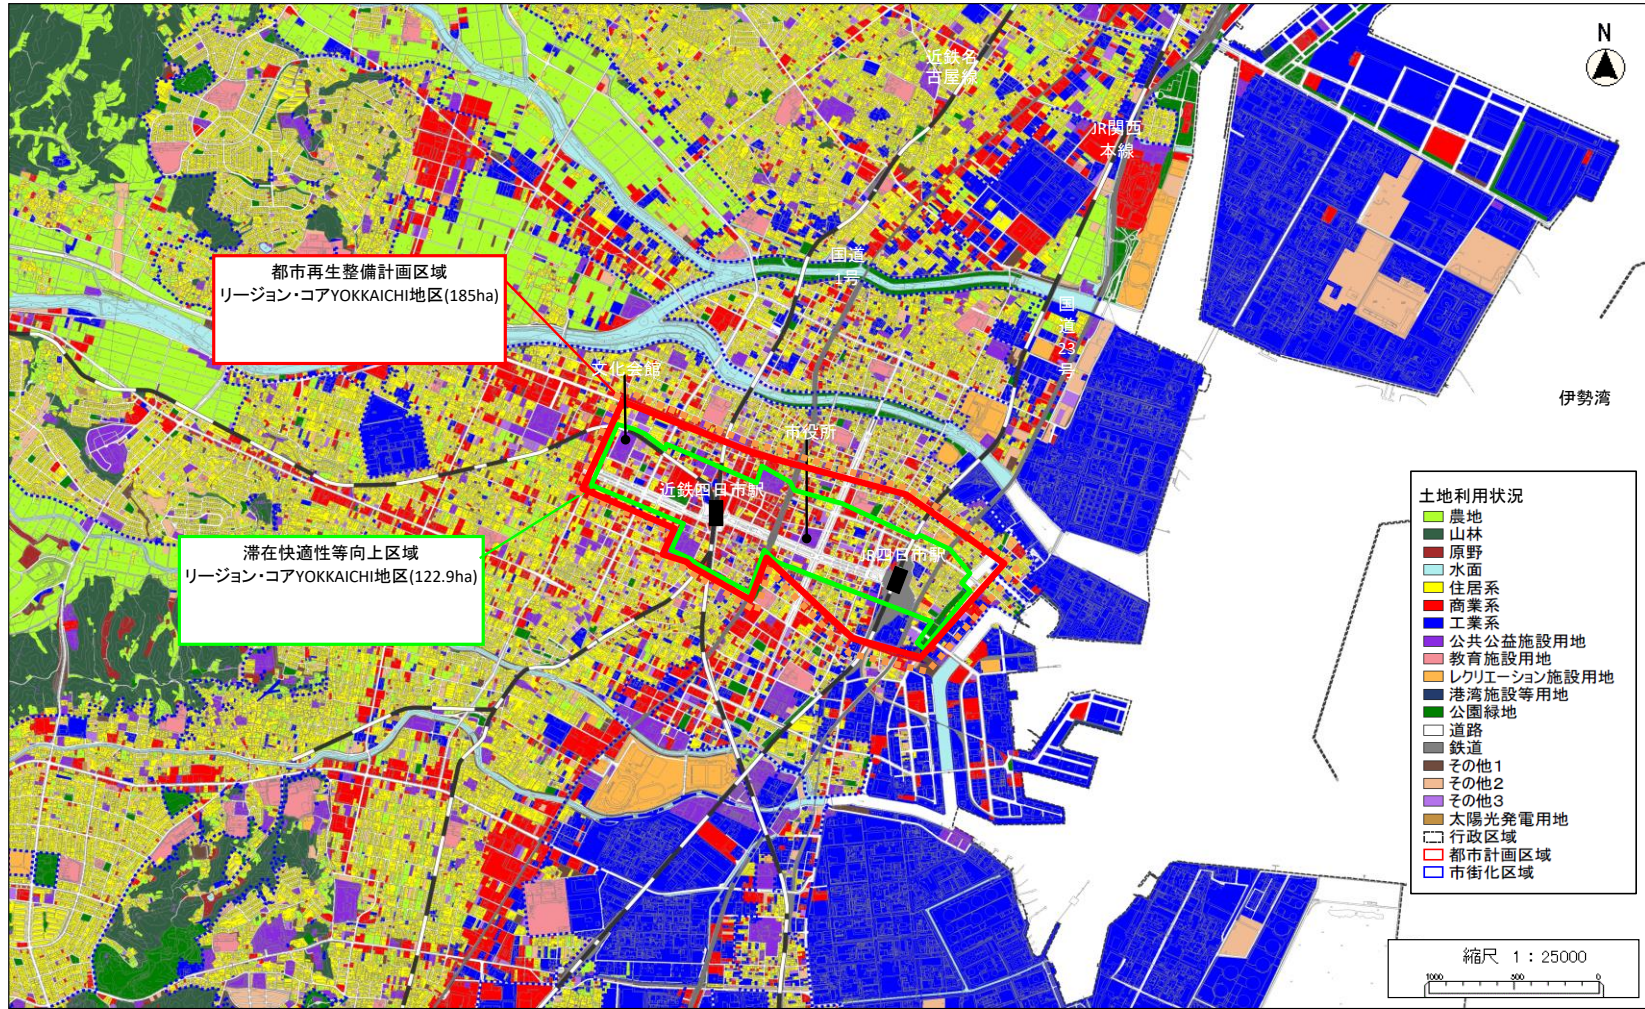 近鉄名
古屋線
N
JR関西
本線
国道
1号
都市再生整備計画区域
リージョン・コアYOKKAICHI地区(185ha)
国
道
23
号
文化会館
伊勢湾
市役所
近鉄四日市駅
JR四日市駅
滞在快適性等向上区域
リージョン・コアYOKKAICHI地区(122.9ha)
土地利用状況
農地
山林
原野
水面
住居系
商業系
工業系
公共公益施設用地
教育施設用地
レクリエーション施設用地
港湾施設等用地
公園緑地
道路
鉄道
その他1
その他2
その他3
太陽光発電用地
行政区域
都市計画区域
市街化区域
縮尺 1：25000
1000 500 0